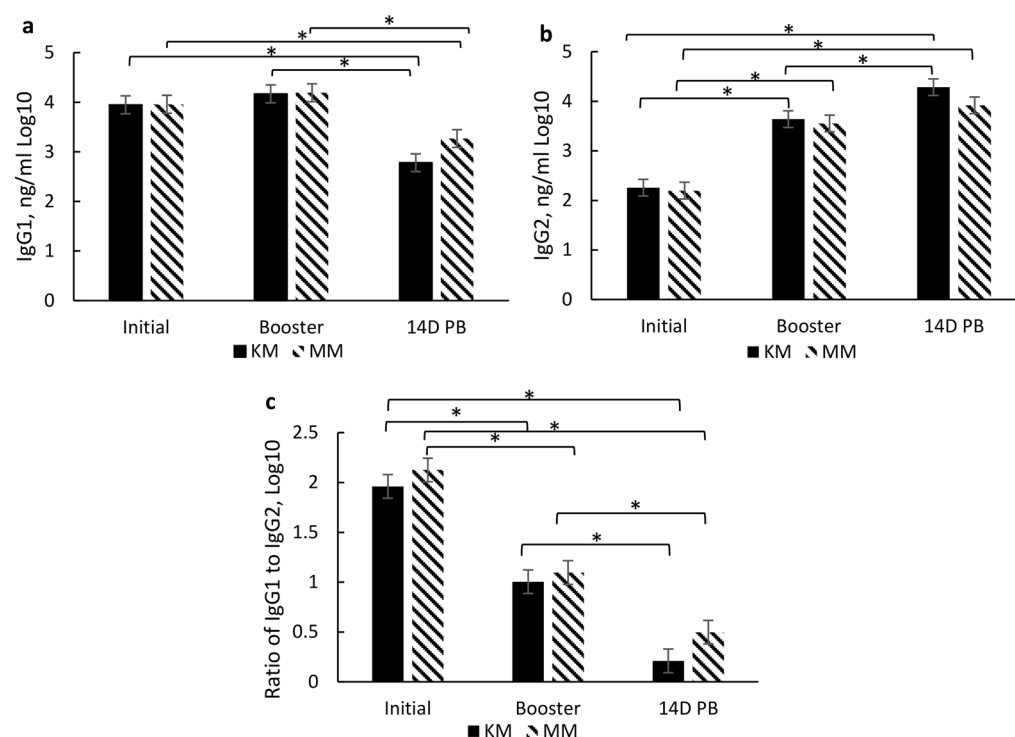 a
IgG1, ng/ml Log10
5
4
3
2
1
0
* * * *
Initial Booster 14D PB
KM MM
b
IgG2, ng/ml Log10
5
4
3
2
1
0
* * * * *
Initial Booster 14D PB
KM MM
c
Ratio of IgG1 to IgG2, Log10
2.5
2
1.5
1
0.5
0
* * * * * *
Initial Booster 14D PB
KM MM